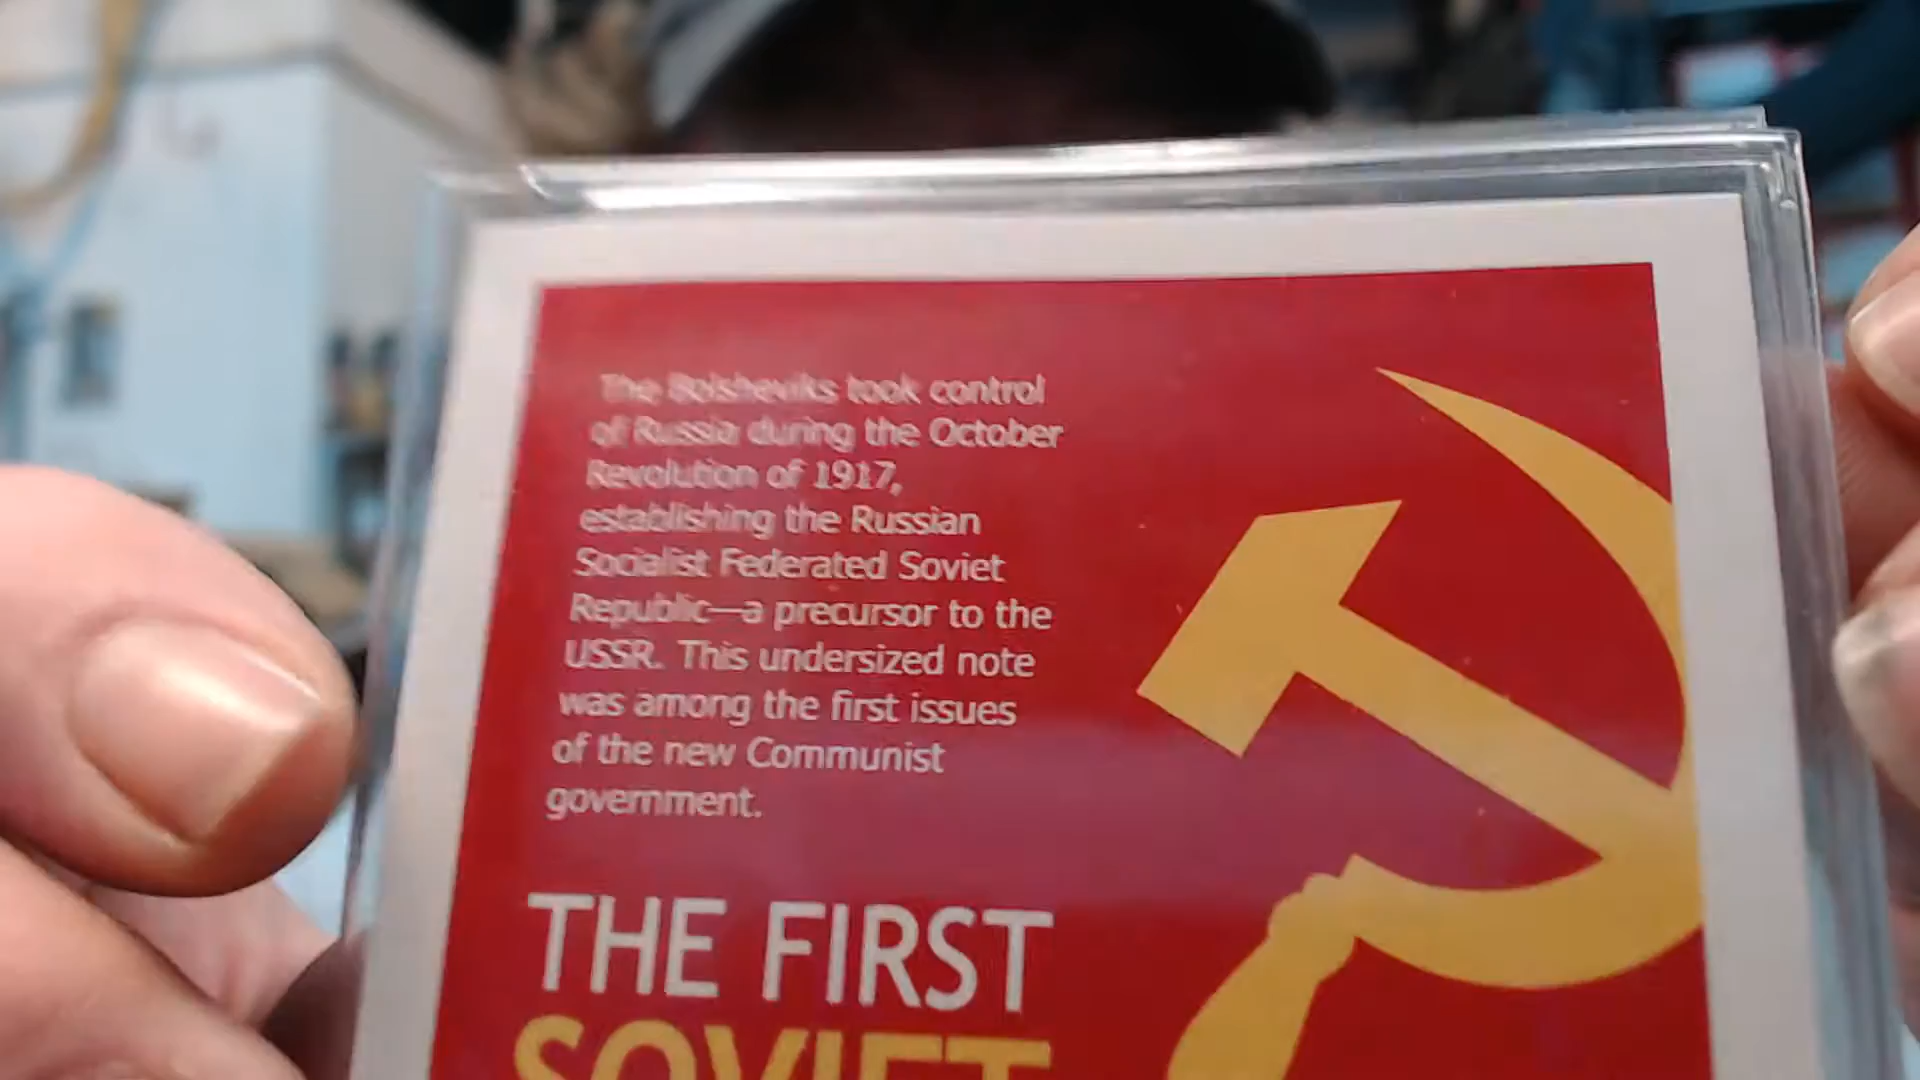 The Bolsheviks took control
of Russia during the October
Revolution of 1917,
establishing the Russian
Socialist Federated Soviet
Republic—a precursor to the
USSR. This undersized note
was among the first issues
of the new Communist
government.
THE FIRST
SOVIET